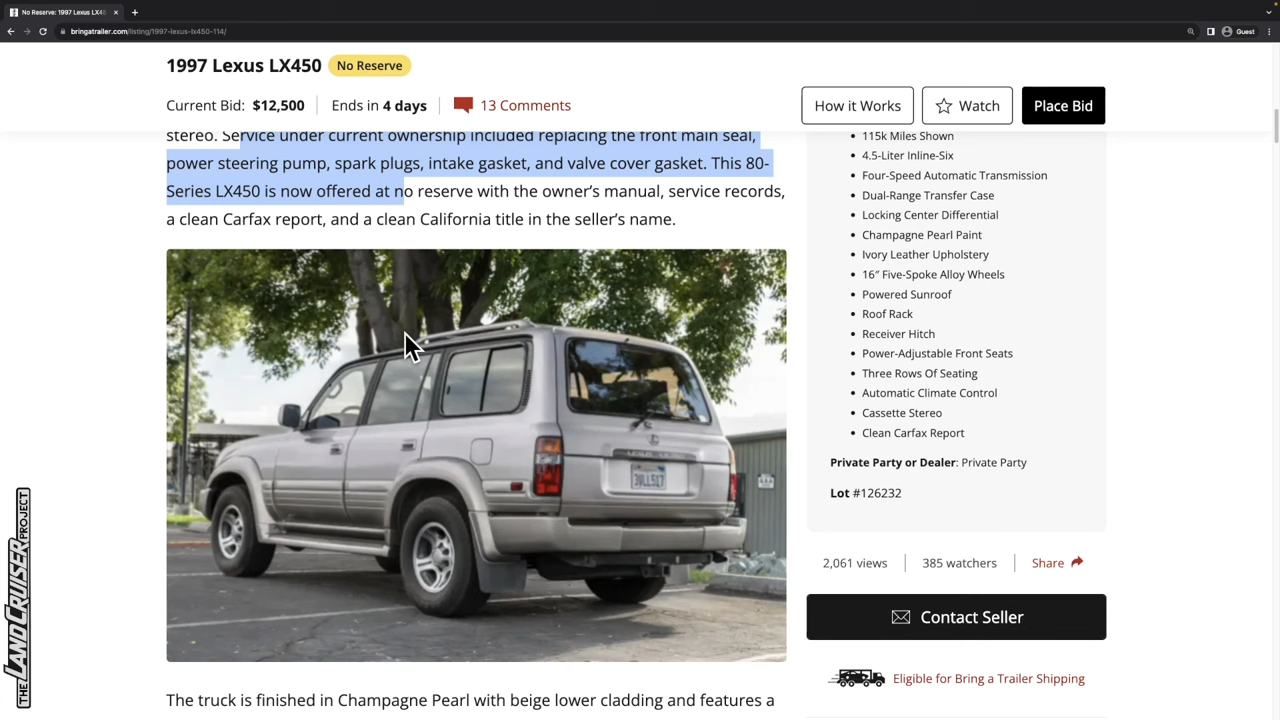 No Reserve: 1997 Lexus LX4
bringatrailer.com/listing/1997-lexus-lx450-114/
Guest
1997 Lexus LX450
No Reserve
Current Bid: $12,500
Ends in 4 days
13 Comments
How it Works
Watch
Place Bid
stereo. Service under current ownership included replacing the front main seal,
power steering pump, spark plugs, intake gasket, and valve cover gasket. This 80-
Series LX450 is now offered at no reserve with the owner’s manual, service records,
a clean Carfax report, and a clean California title in the seller’s name.
115k Miles Shown
4.5-Liter Inline-Six
Four-Speed Automatic Transmission
Dual-Range Transfer Case
Locking Center Differential
Champagne Pearl Paint
Ivory Leather Upholstery
16″ Five-Spoke Alloy Wheels
Powered Sunroof
Roof Rack
Receiver Hitch
Power-Adjustable Front Seats
Three Rows Of Seating
Automatic Climate Control
Cassette Stereo
Clean Carfax Report
Private Party or Dealer: Private Party
Lot #126232
2,061 views
385 watchers
Share
Contact Seller
Eligible for Bring a Trailer Shipping
THE LAND CRUISER PROJECT
The truck is finished in Champagne Pearl with beige lower cladding and features a